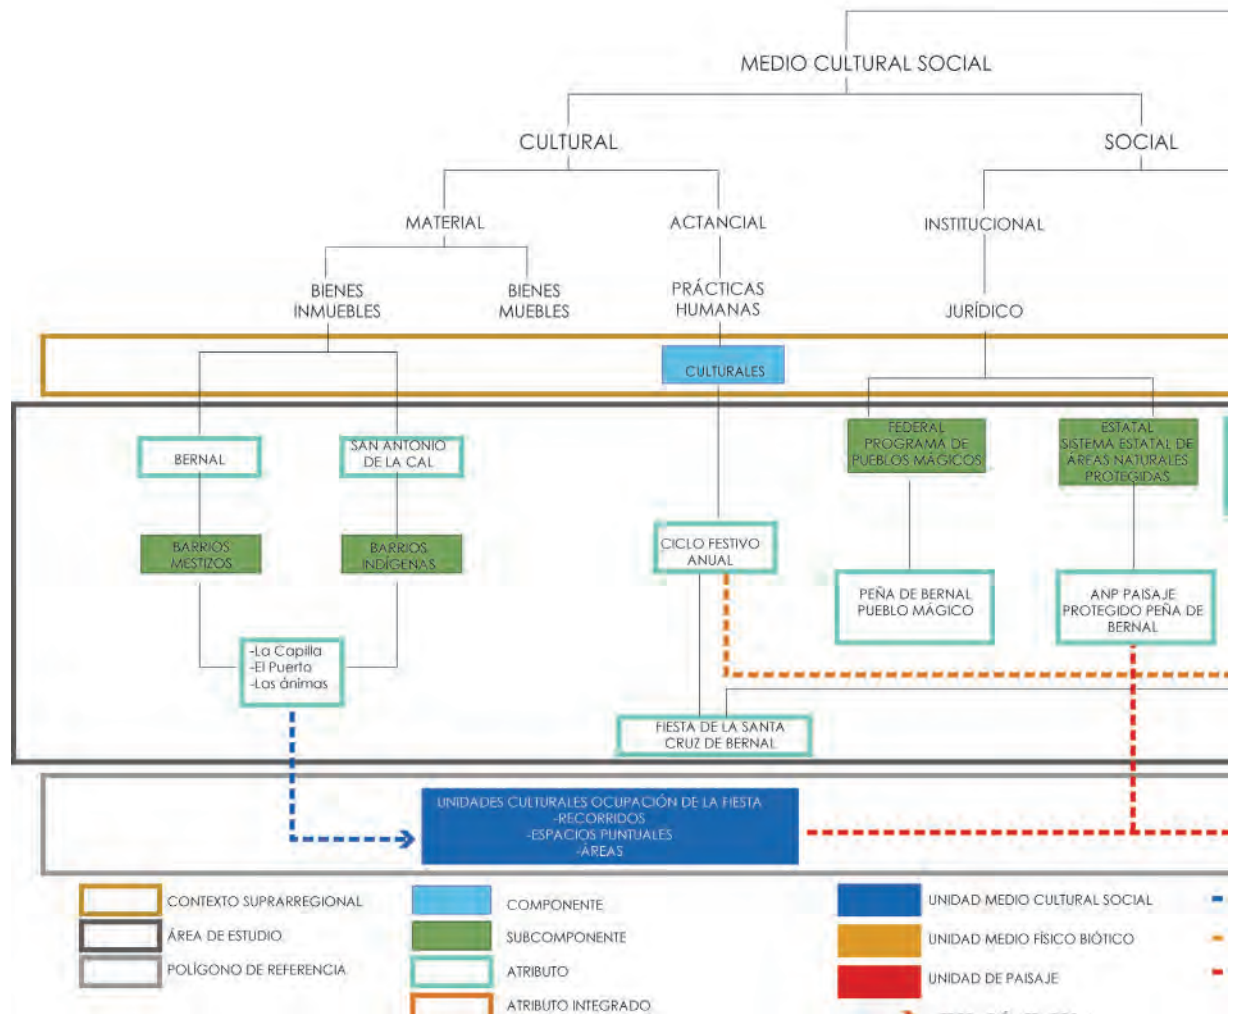 MEDIO CULTURAL SOCIAL
CULTURAL
SOCIAL
MATERIAL
ACTANCIAL
INSTITUCIONAL
BIENES
INMUEBLES
BIENES
MUEBLES
PRÁCTICAS
HUMANAS
JURÍDICO
CULTURALES
BERNAL
SAN ANTONIO
DE LA CAL
FEDERAL
PROGRAMA DE
PUEBLOS MÁGICOS
ESTATAL
SISTEMA ESTATAL DE
ÁREAS NATURALES
PROTEGIDAS
BARRIOS
MESTIZOS
BARRIOS
INDÍGENAS
CICLO FESTIVO
ANUAL
PEÑA DE BERNAL
PUEBLO MÁGICO
ANP PAISAJE
PROTEGIDO PEÑA DE
BERNAL
-La Capilla
-El Puerto
-Las ánimas
FIESTA DE LA SANTA
CRUZ DE BERNAL
UNIDADES CULTURALES OCUPACIÓN DE LA FIESTA
-RECORRIDOS
-ESPACIOS PUNTUALES
-ÁREAS
CONTEXTO SUPRARREGIONAL
ÁREA DE ESTUDIO
POLÍGONO DE REFERENCIA
COMPONENTE
SUBCOMPONENTE
ATRIBUTO
ATRIBUTO INTEGRADO
UNIDAD MEDIO CULTURAL SOCIAL
UNIDAD MEDIO FÍSICO BIÓTICO
UNIDAD DE PAISAJE